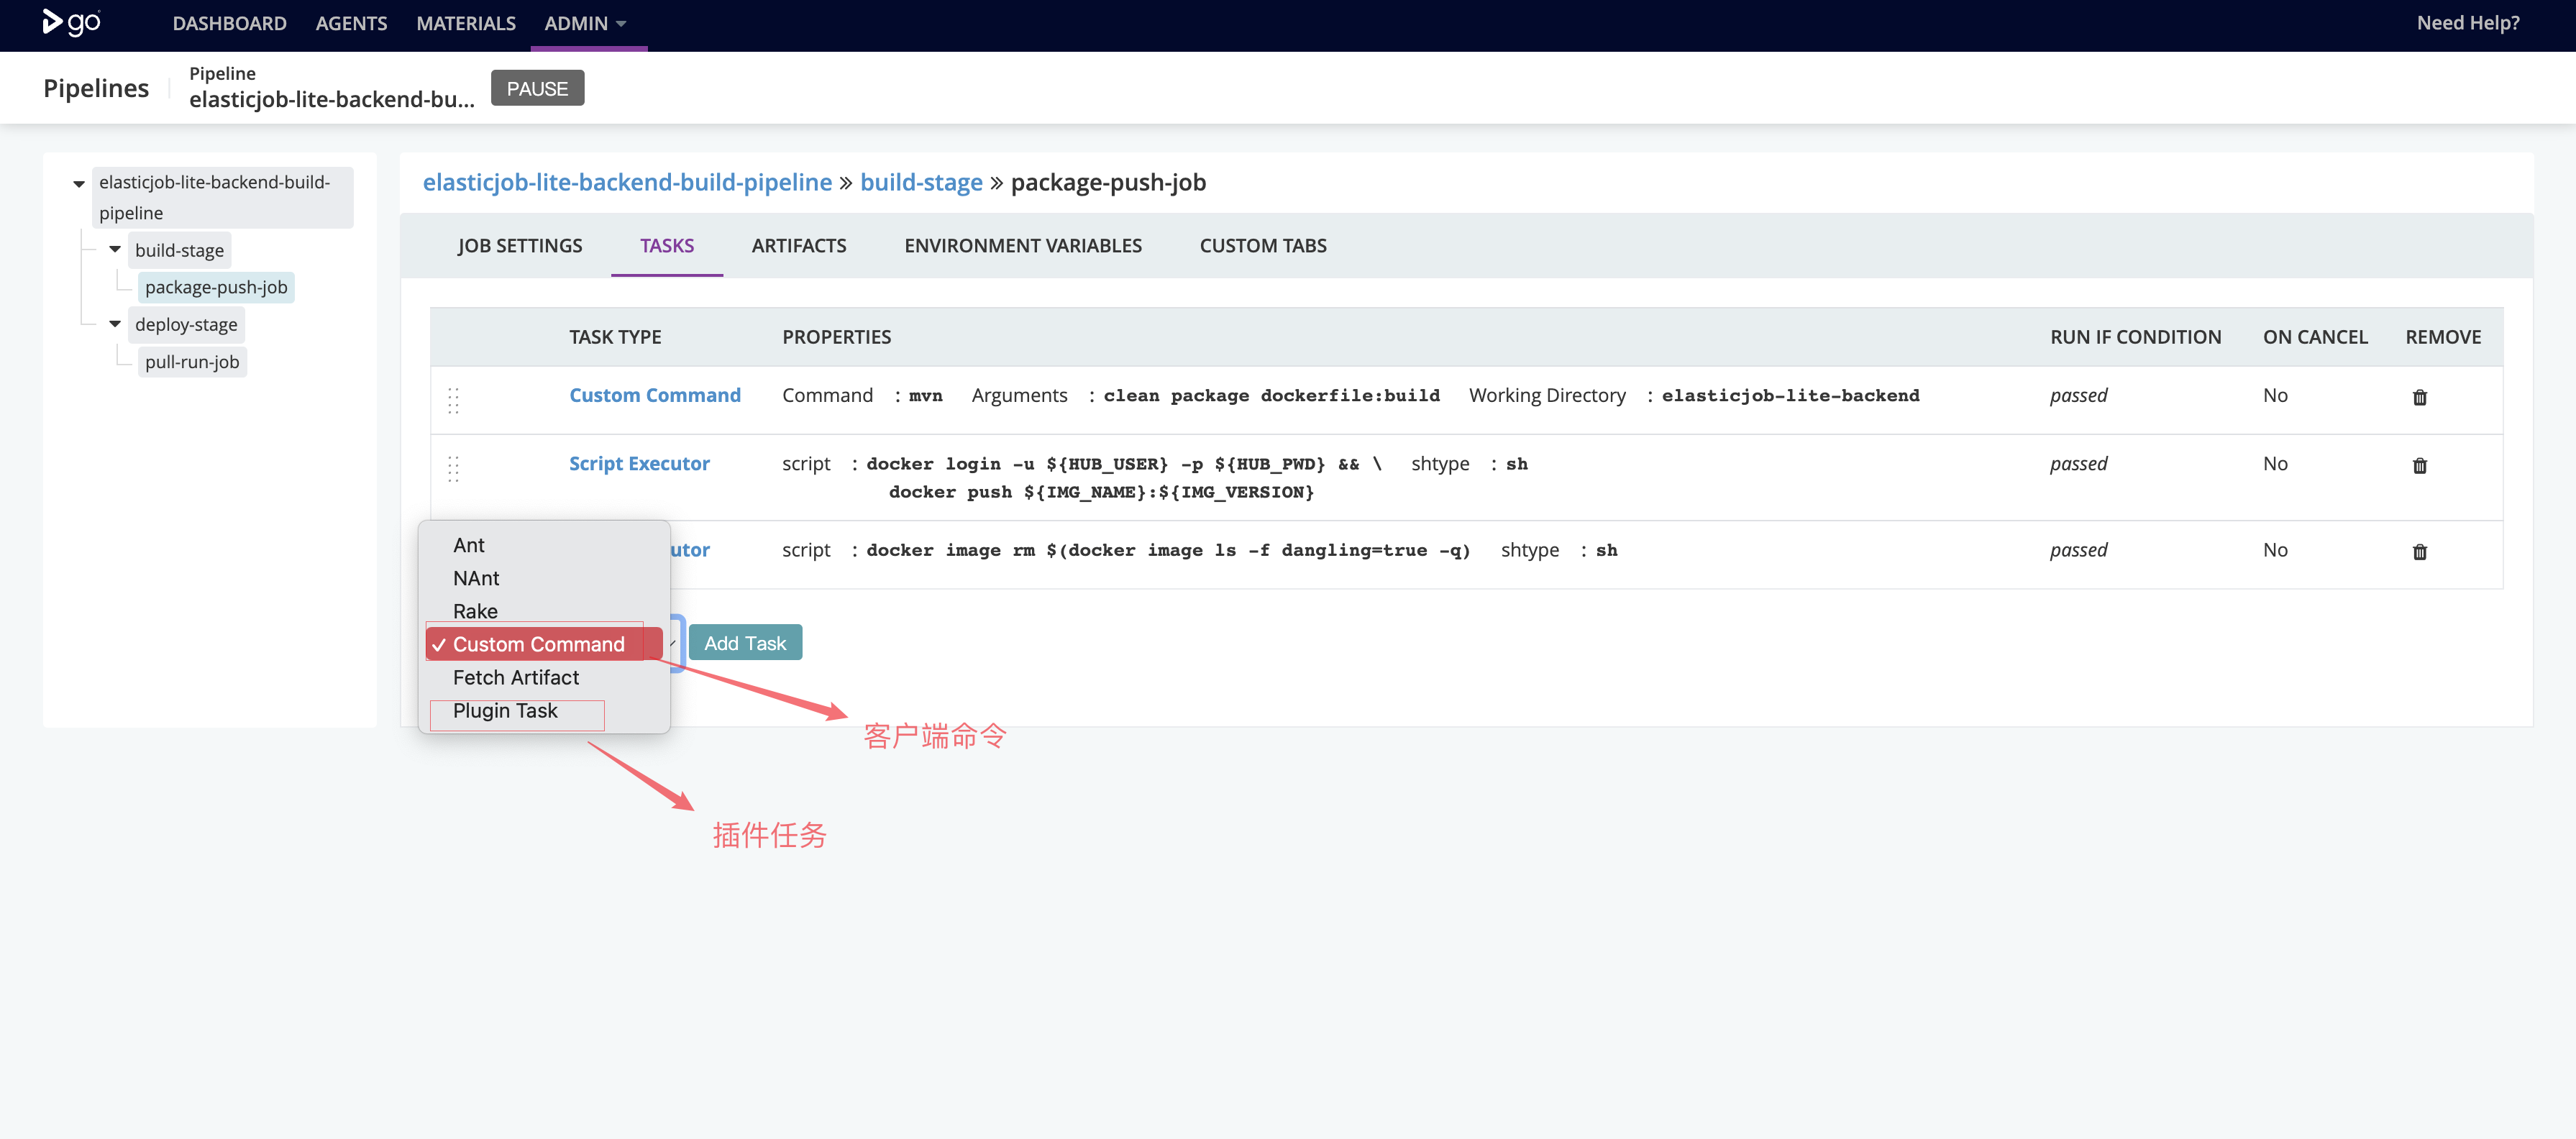 go
DASHBOARD
AGENTS
MATERIALS
ADMIN
Need Help?
Pipelines
Pipeline
elasticjob-lite-backend-bu...
PAUSE
elasticjob-lite-backend-build-
pipeline
build-stage
package-push-job
deploy-stage
pull-run-job
elasticjob-lite-backend-build-pipeline » build-stage » package-push-job
JOB SETTINGS
TASKS
ARTIFACTS
ENVIRONMENT VARIABLES
CUSTOM TABS
TASK TYPE PROPERTIES RUN IF CONDITION ON CANCEL REMOVE
Custom Command Command : mvn Arguments : clean package dockerfile:build Working Directory : elasticjob-lite-backend passed No
Script Executor script : docker login -u ${HUB_USER} -p ${HUB_PWD} && \ shtype : sh passed No
docker push ${IMG_NAME}:${IMG_VERSION}
utor script : docker image rm $(docker image ls -f dangling=true -q) shtype : sh passed No
Ant
NAnt
Rake
✓ Custom Command
Fetch Artifact
Plugin Task
Add Task
客户端命令
插件任务